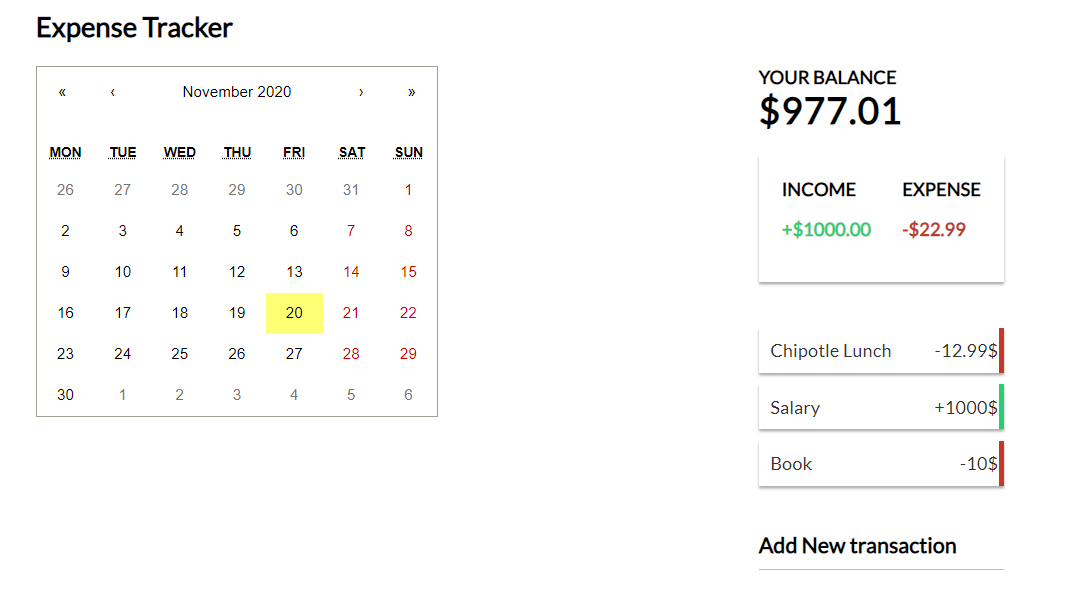 Expense Tracker
« ‹ November 2020 › »
MON TUE WED THU FRI SAT SUN
26 27 28 29 30 31 1
2 3 4 5 6 7 8
9 10 11 12 13 14 15
16 17 18 19 20 21 22
23 24 25 26 27 28 29
30 1 2 3 4 5 6
YOUR BALANCE
$977.01
INCOME EXPENSE
+$1000.00 -$22.99
Chipotle Lunch -12.99$
Salary +1000$
Book -10$
Add New transaction